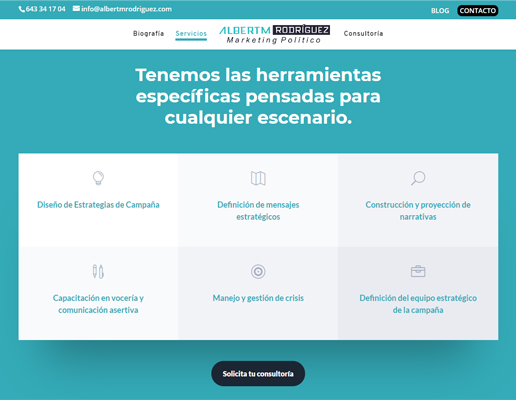 643 34 17 04 info@albertmrodriguez.com BLOG CONTACTO
Biografía Servicios ALBERTM RODRÍGUEZ Consultoría
Marketing Político
Tenemos las herramientas
específicas pensadas para
cualquier escenario.
Diseño de Estrategias de Campaña
Definición de mensajes
estratégicos
Construcción y proyección de
narrativas
Capacitación en vocería y
comunicación asertiva
Manejo y gestión de crisis
Definición del equipo estratégico
de la campaña
Solicita tu consultoría